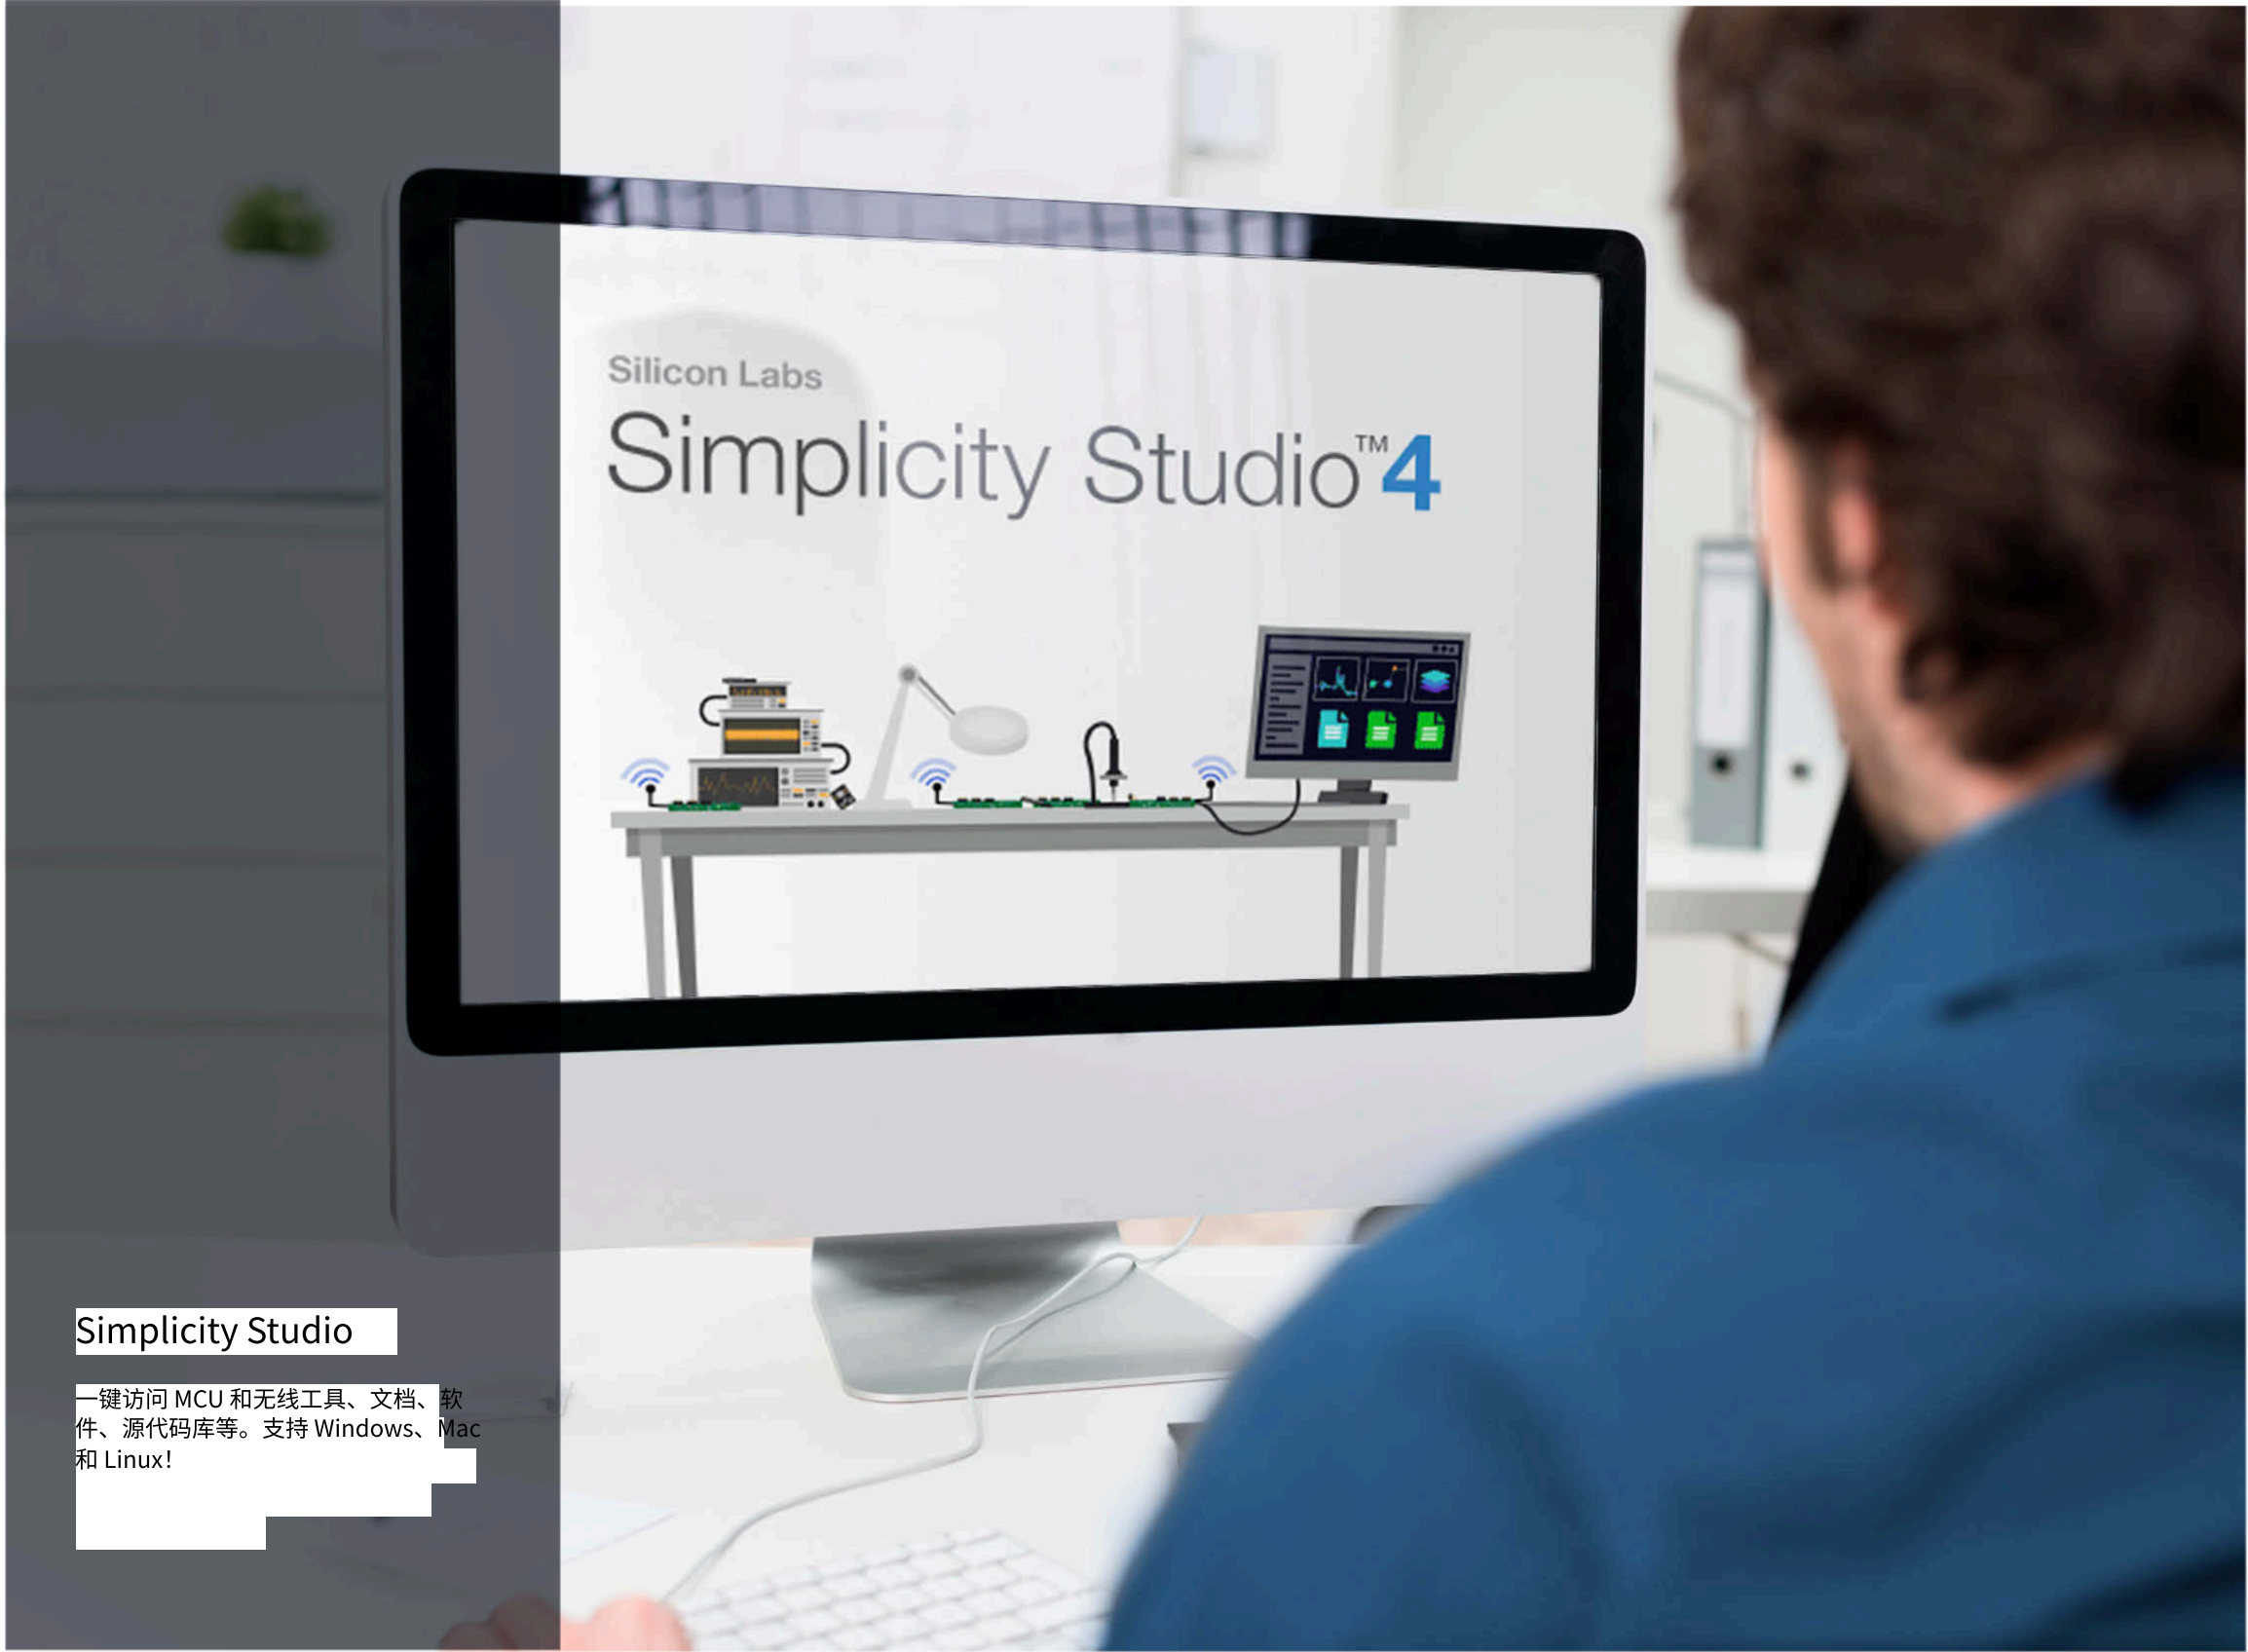 Silicon Labs
Simplicity Studio™4
Simplicity Studio
一键访问 MCU 和无线工具、文档、软
件、源代码库等。支持 Windows、Mac
和 Linux！